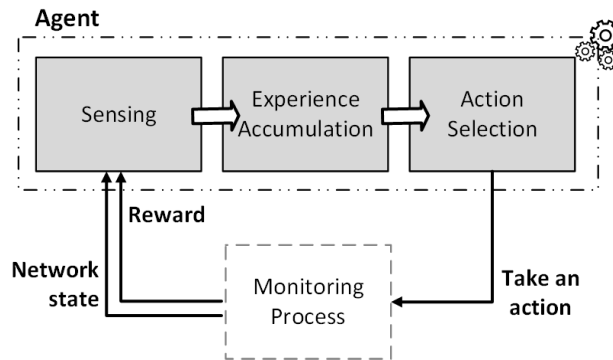 Agent
Sensing
Experience
Accumulation
Action
Selection
Reward
Network
state
Monitoring
Process
Take an
action